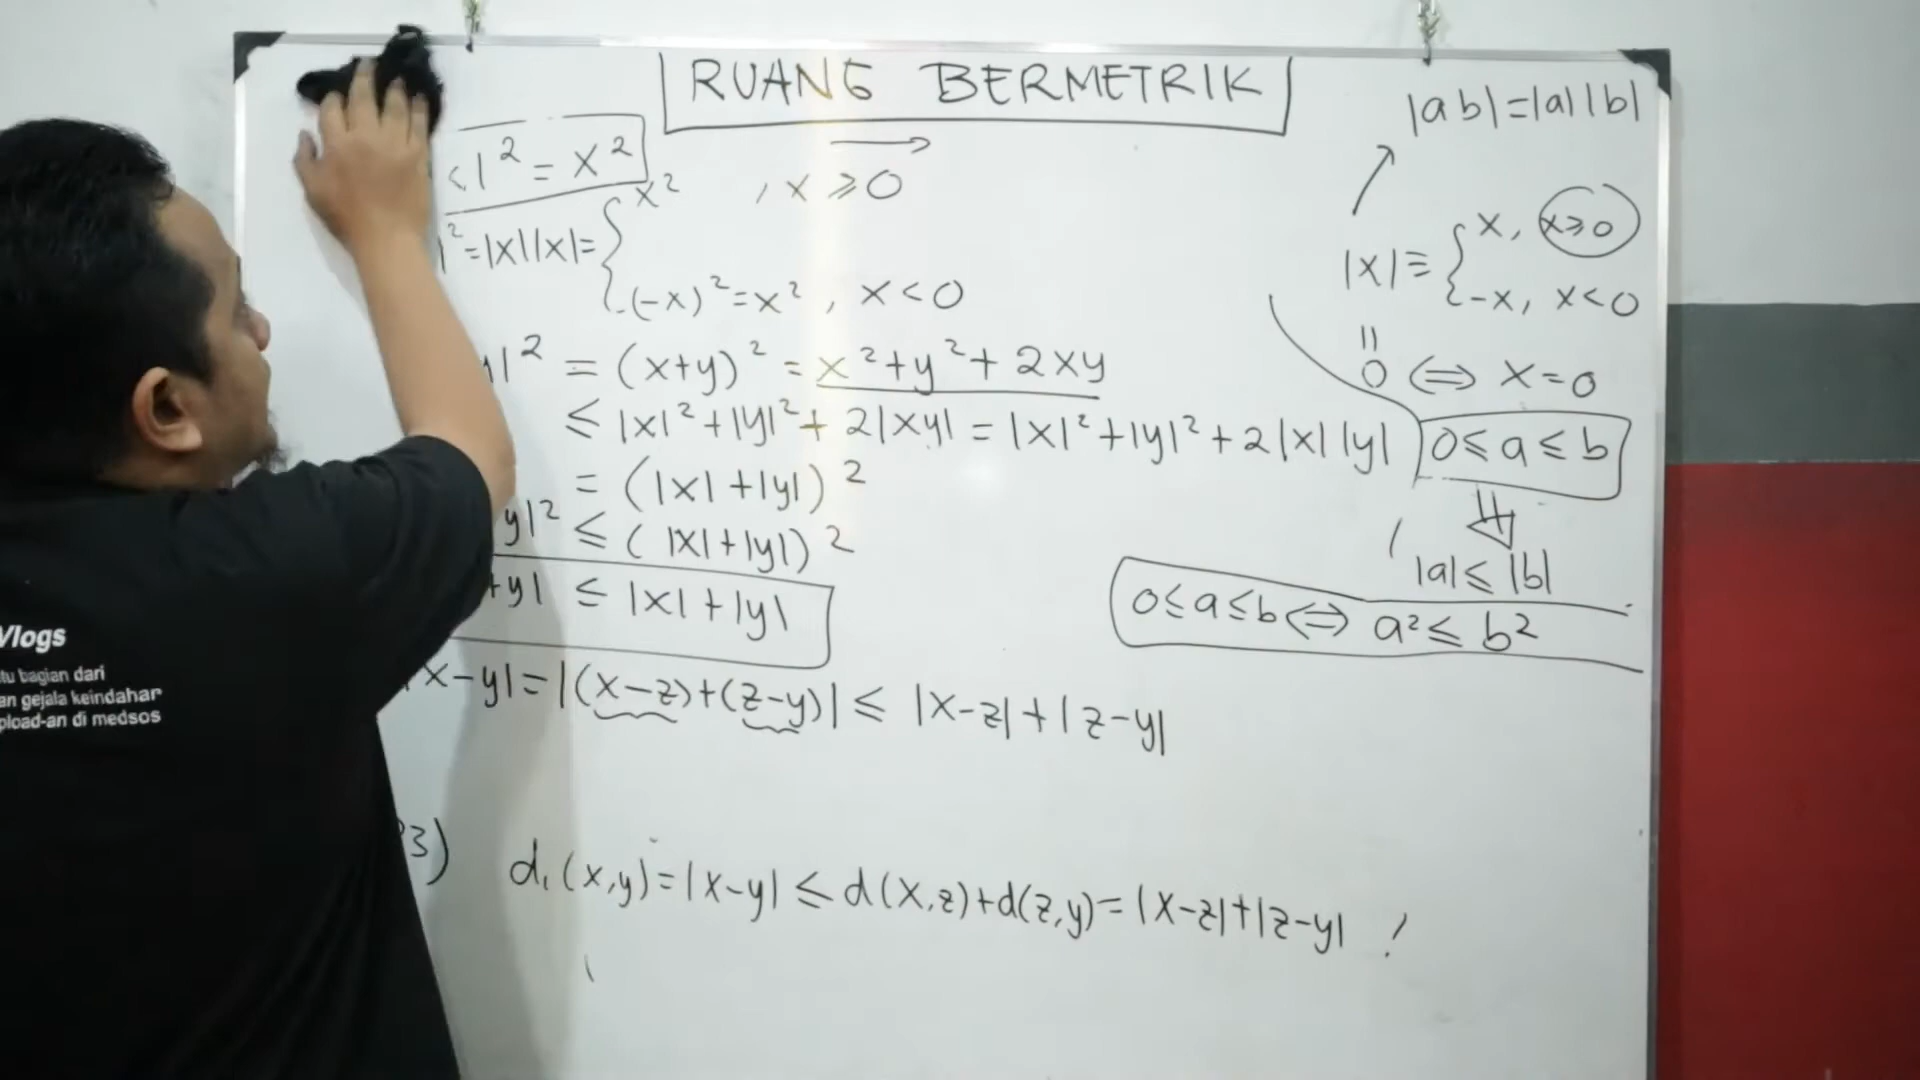 RUANG BERMETRIK
|ab|=|a||b|
|² = x²
x² , x ≥ 0
|² = |x||x| =
(-x)² = x² , x < 0
|x| ≡ { x, x ≥ 0
-x, x < 0
=
0 ⟺ x = 0
|² = (x+y)² = x² + y² + 2xy
≤ |x|² + |y|² + 2|xy| = |x|² + |y|² + 2|x||y|
0 ≤ a ≤ b
= (|x| + |y|)²
y|² ≤ (|x| + |y|)²
⇓
|a| ≤ |b|
+y| ≤ |x| + |y|
0 ≤ a ≤ b ⟺ a² ≤ b²
x-y| = |(x-z)+(z-y)| ≤ |x-z| + |z-y|
3) d₁(x,y) = |x-y| ≤ d(x,z)+d(z,y) = |x-z|+|z-y| !
Vlogs
tu bagian dari
an gejala keindahar
pload-an di medsos